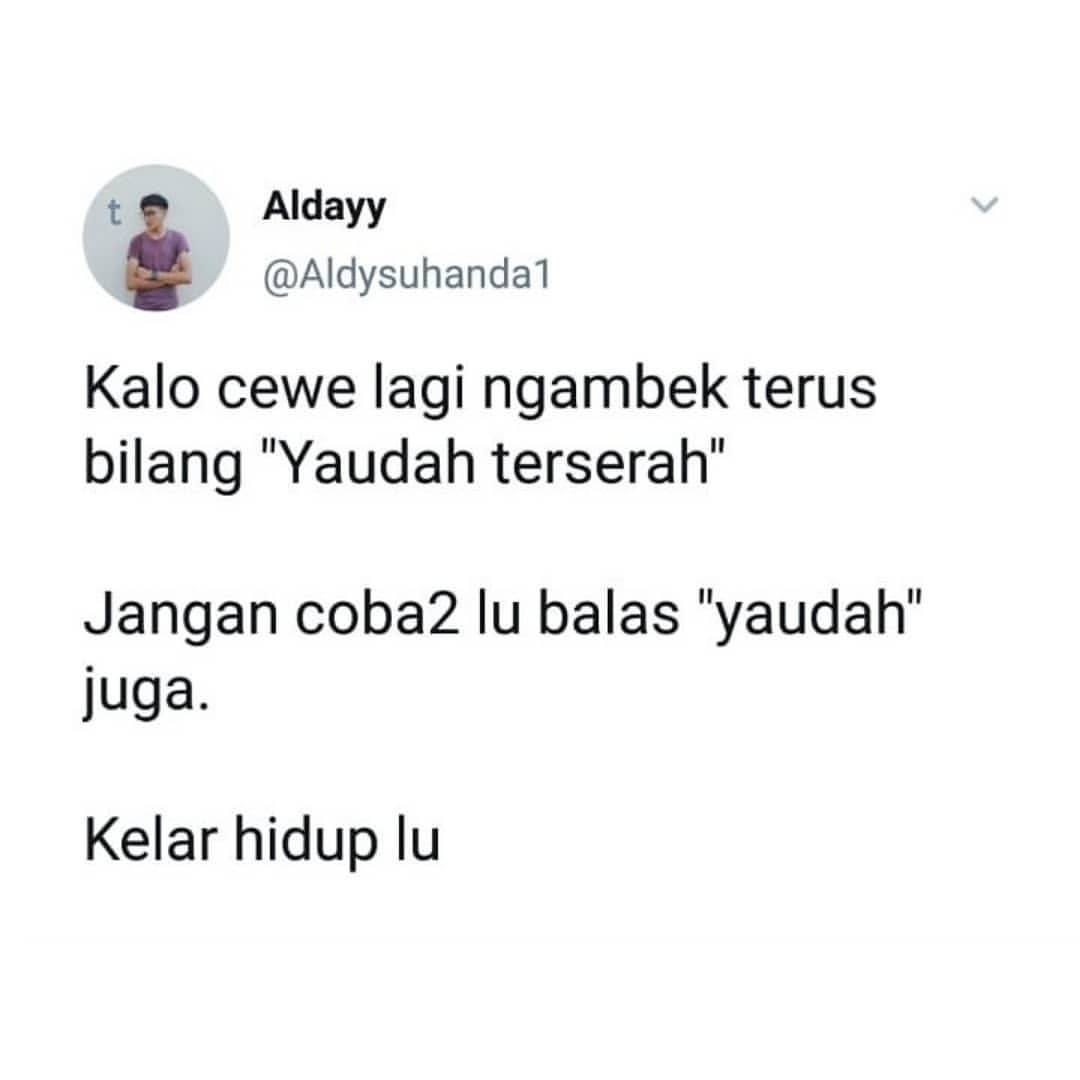 t
Aldayy
@Aldysuhanda1
Kalo cewe lagi ngambek terus
bilang "Yaudah terserah"
Jangan coba2 lu balas "yaudah"
juga.
Kelar hidup lu